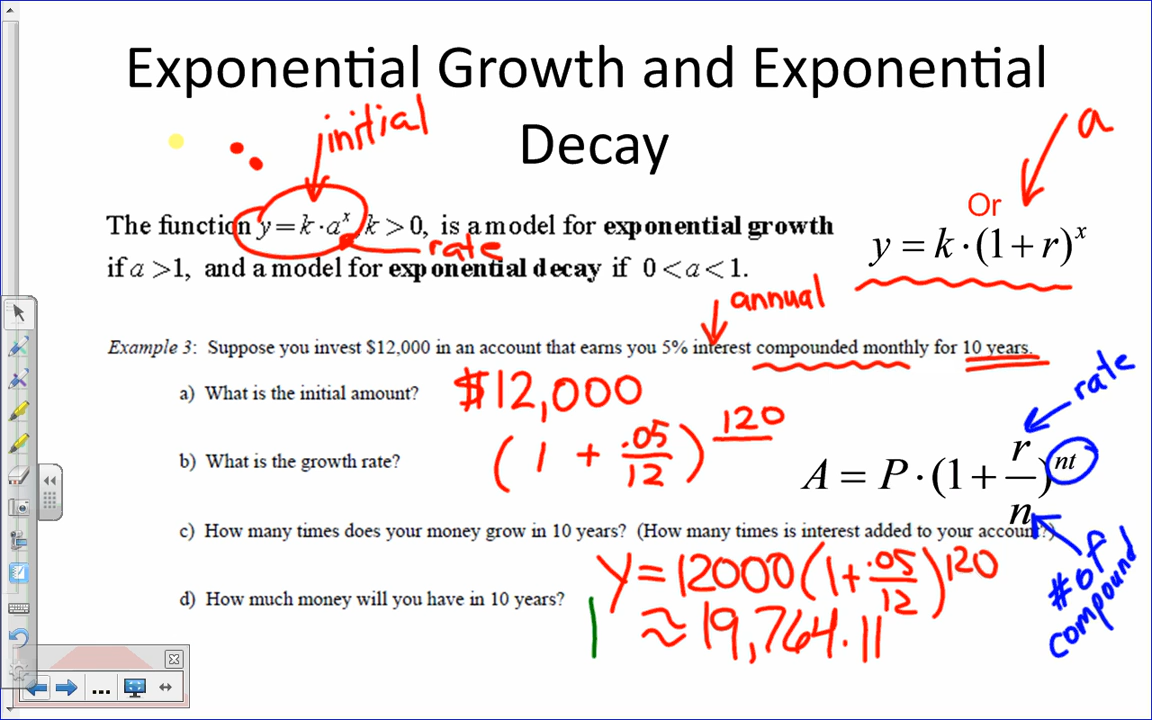 Exponential Growth and Exponential
Decay
initial
a
Or
The function y = k · a^x, k > 0, is a model for exponential growth
y = k · (1 + r)^x
rate
if a > 1, and a model for exponential decay if 0 < a < 1.
annual
Example 3: Suppose you invest $12,000 in an account that earns you 5% interest compounded monthly for 10 years.
a) What is the initial amount?
$12,000
rate
b) What is the growth rate?
(1 + .05/12)^120
A = P · (1 + r/n)^nt
c) How many times does your money grow in 10 years? (How many times is interest added to your account?)
# of
compound
y = 12000(1 + .05/12)^120
d) How much money will you have in 10 years?
≈ 19,764.11
...